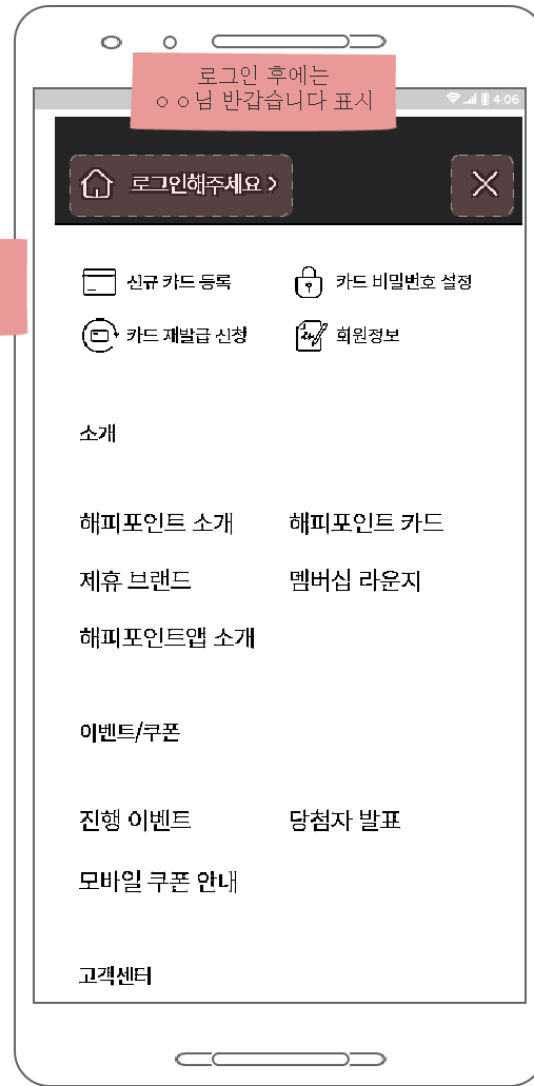 로그인 후에는
ㅇㅇ님 반갑습니다 표시
4:06
로그인해주세요 >
신규 카드 등록 카드 비밀번호 설정
카드 재발급 신청 회원정보
소개
해피포인트 소개 해피포인트 카드
제휴 브랜드 멤버십 라운지
해피포인트앱 소개
이벤트/쿠폰
진행 이벤트 당첨자 발표
모바일 쿠폰 안내
고객센터